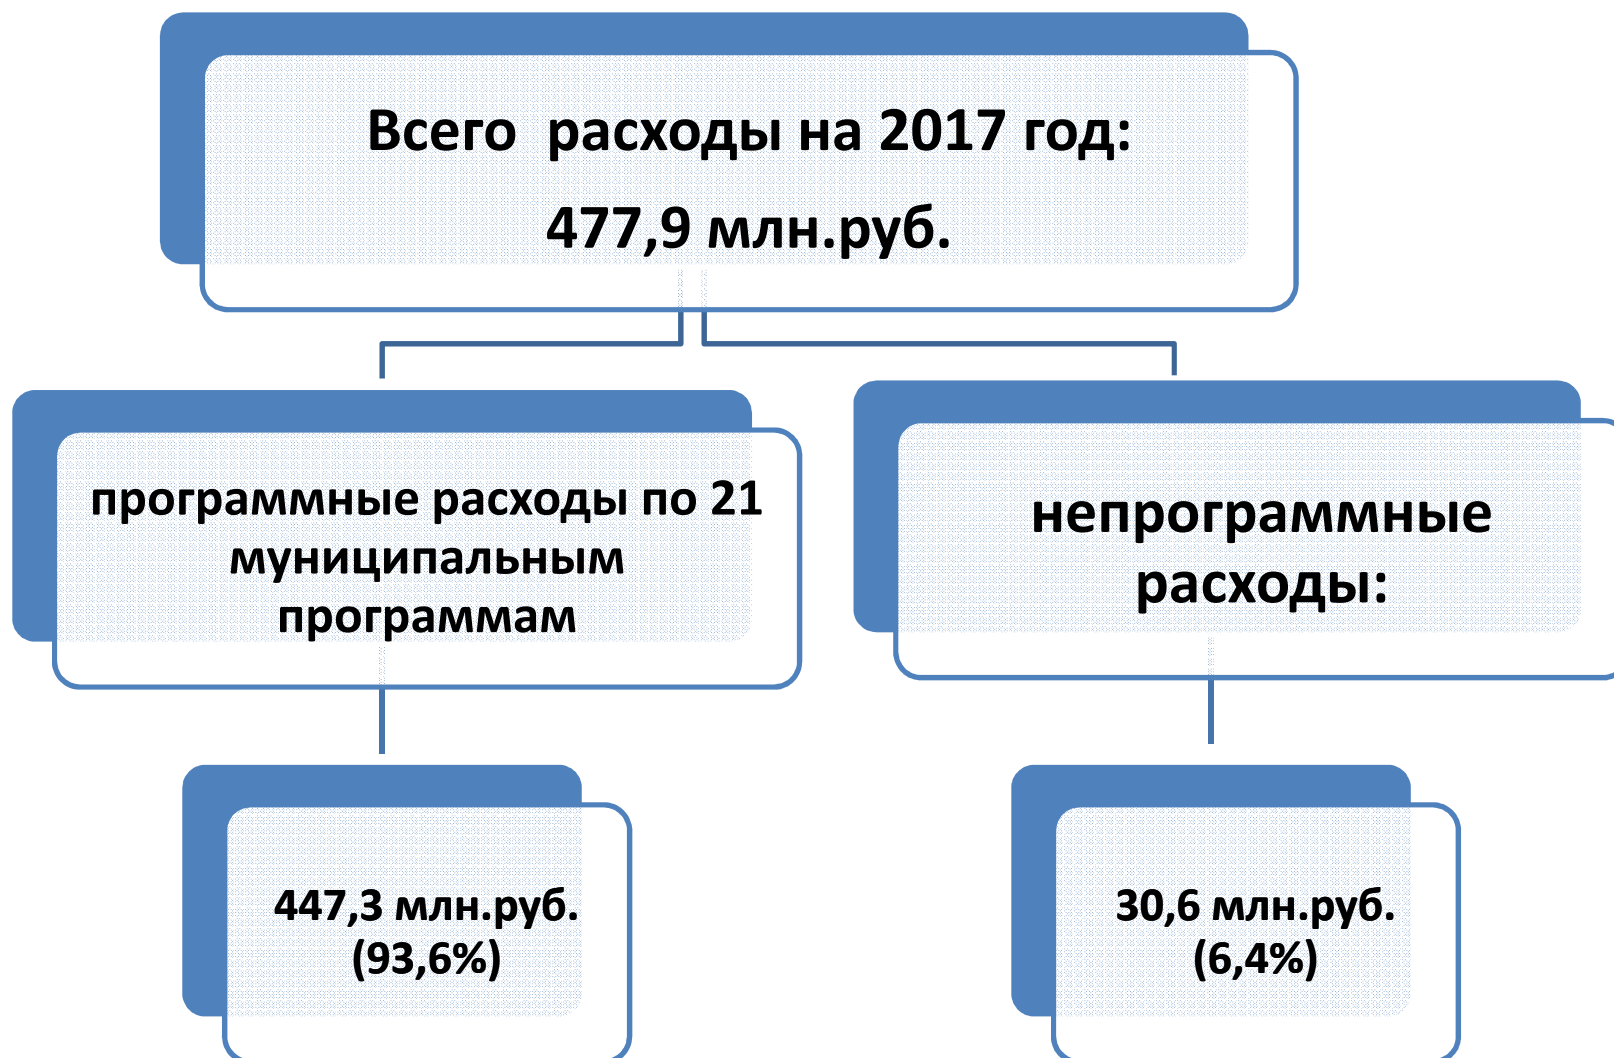 Всего расходы на 2017 год:
477,9 млн.руб.
программные расходы по 21
муниципальным
программам
непрограммные
расходы:
447,3 млн.руб.
(93,6%)
30,6 млн.руб.
(6,4%)